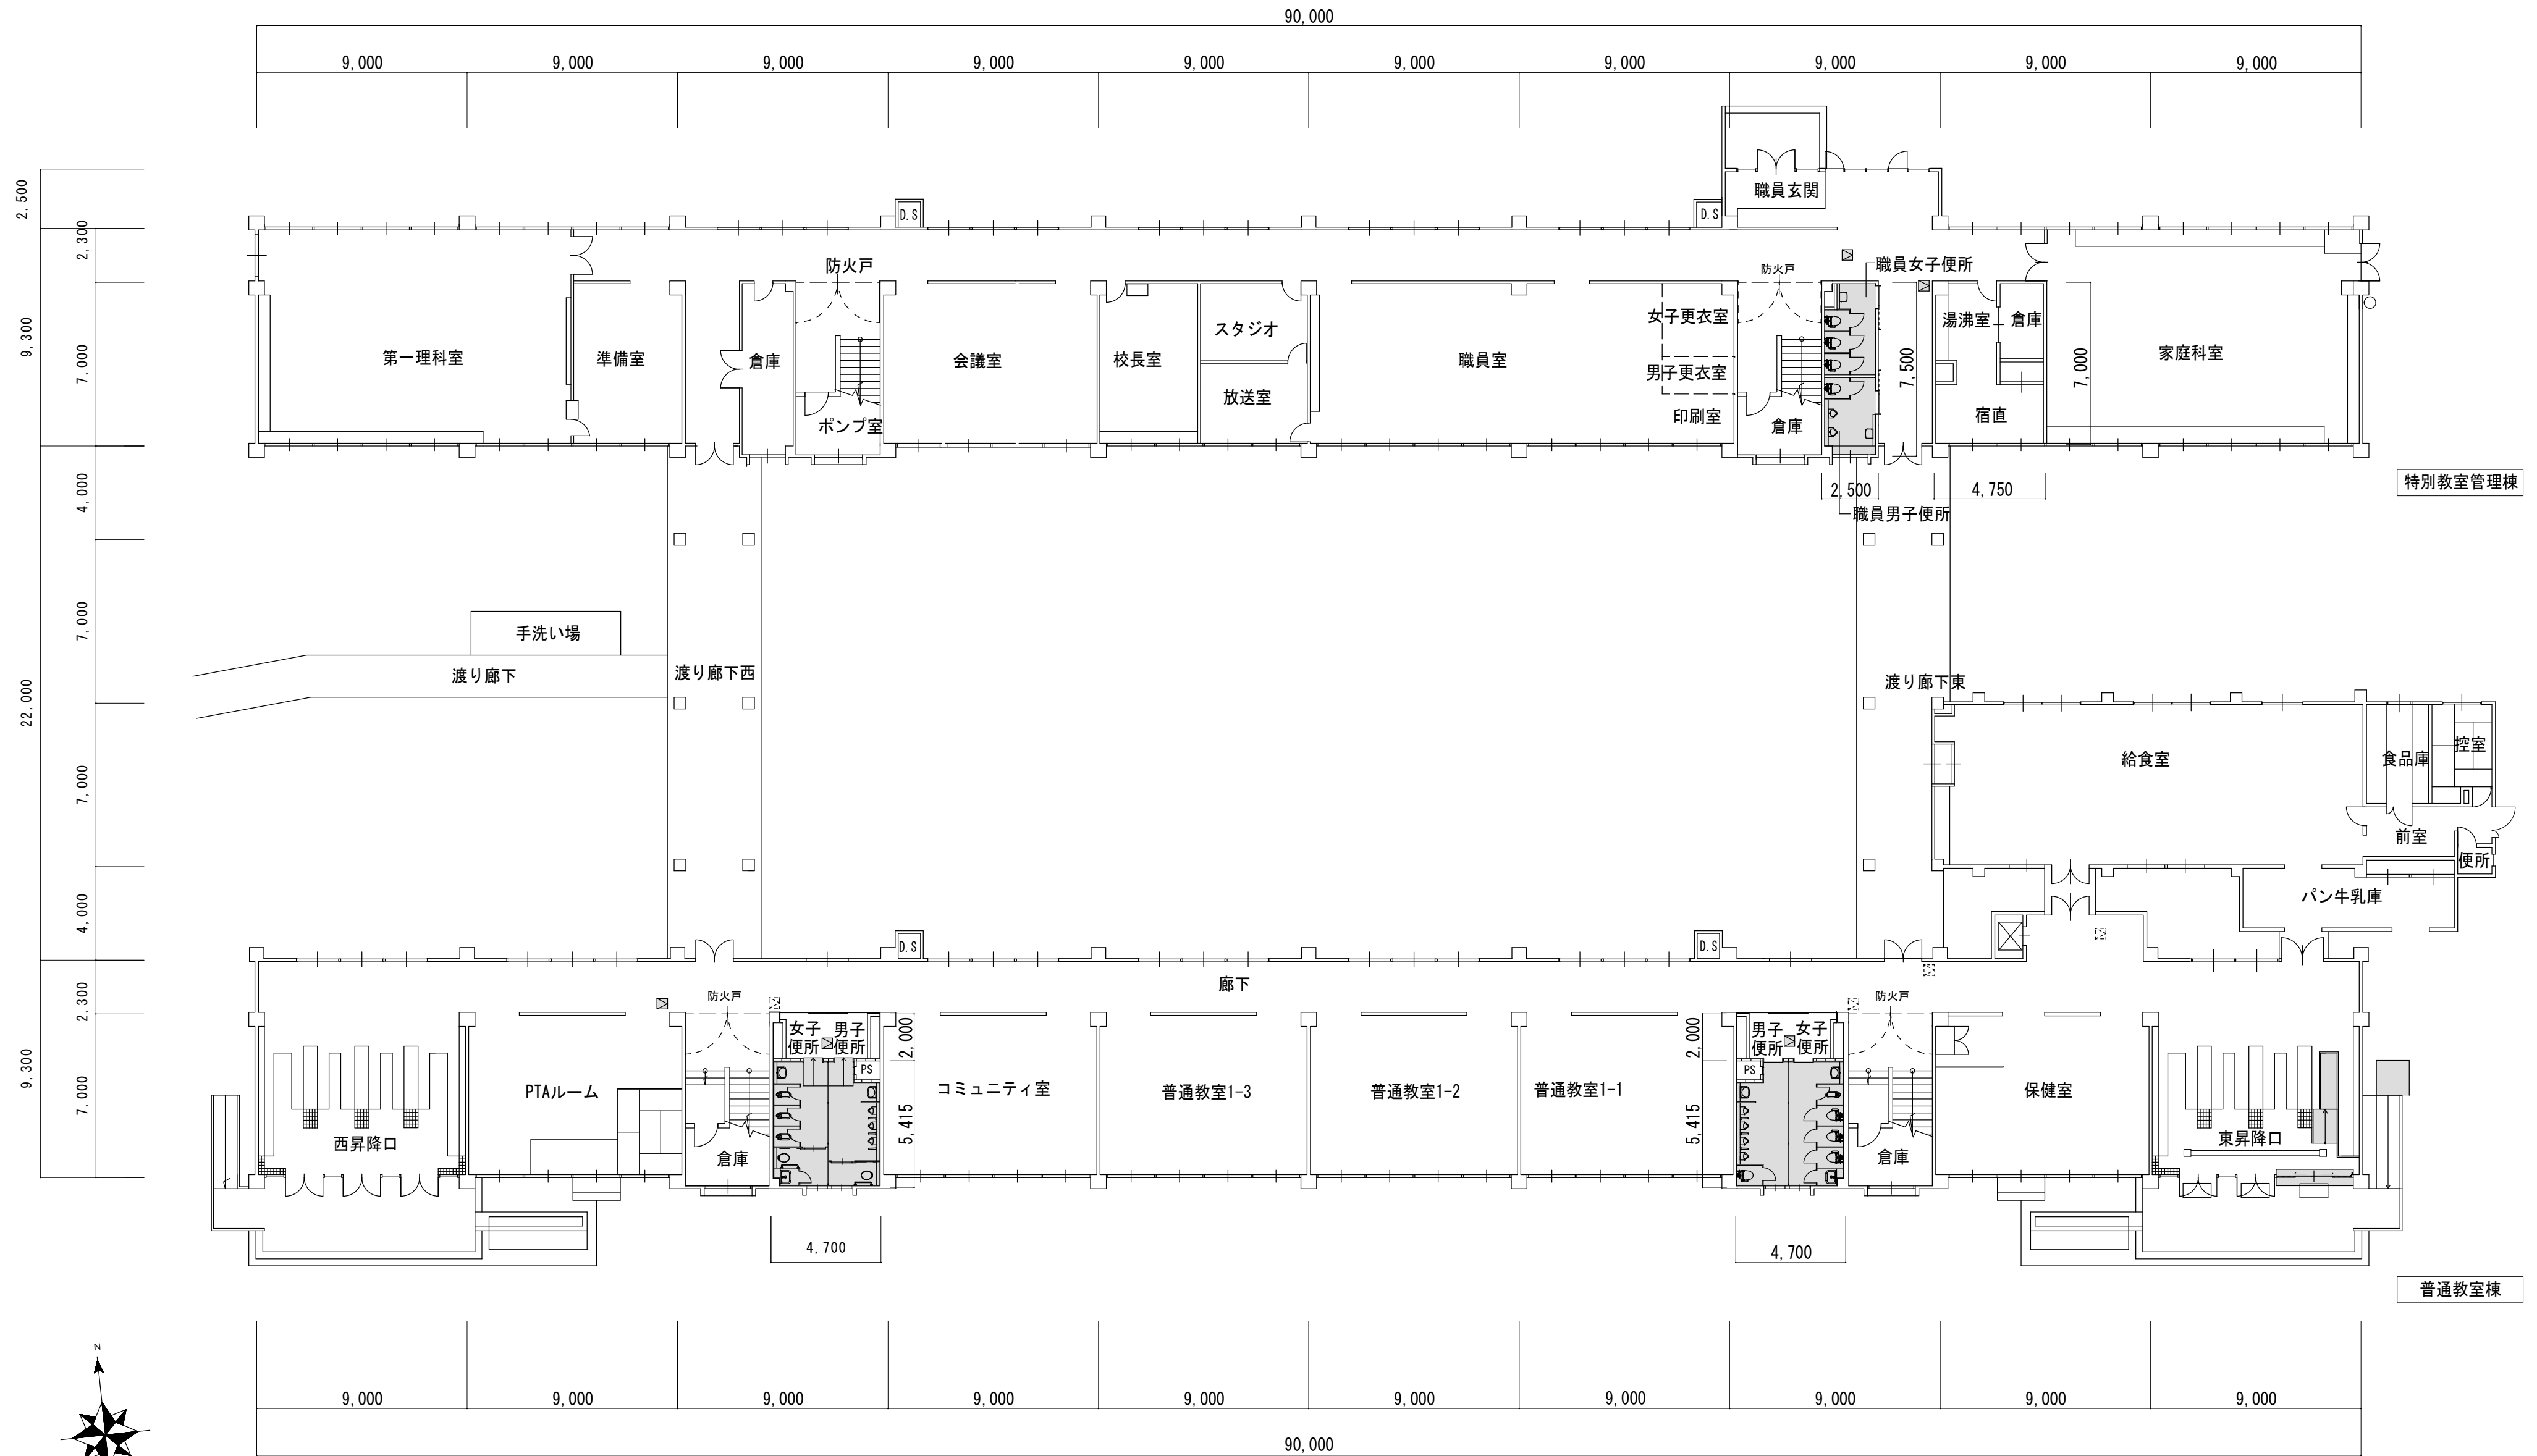 90,000
9,000 9,000 9,000 9,000 9,000 9,000 9,000 9,000 9,000 9,000
2,500
2,300
9,300
7,000
4,000
7,000
22,000
7,000
4,000
2,300
9,300
7,000
職員玄関
D.S
D.S
防火戸
防火戸
職員女子便所
第一理科室
準備室
倉庫
ポンプ室
会議室
校長室
スタジオ
放送室
職員室
女子更衣室
男子更衣室
印刷室
倉庫
7,500
湯沸室
倉庫
宿直
7,000
家庭科室
2,500
4,750
職員男子便所
特別教室管理棟
手洗い場
渡り廊下
渡り廊下西
渡り廊下東
給食室
食品庫
控室
前室
便所
パン牛乳庫
D.S
D.S
廊下
防火戸
防火戸
女子
便所
男子
便所
2,000
PS
5,415
西昇降口
PTAルーム
倉庫
コミュニティ室
普通教室1-3
普通教室1-2
普通教室1-1
2,000
5,415
男子
便所
女子
便所
PS
倉庫
保健室
東昇降口
4,700
4,700
普通教室棟
N
9,000 9,000 9,000 9,000 9,000 9,000 9,000 9,000 9,000 9,000
90,000